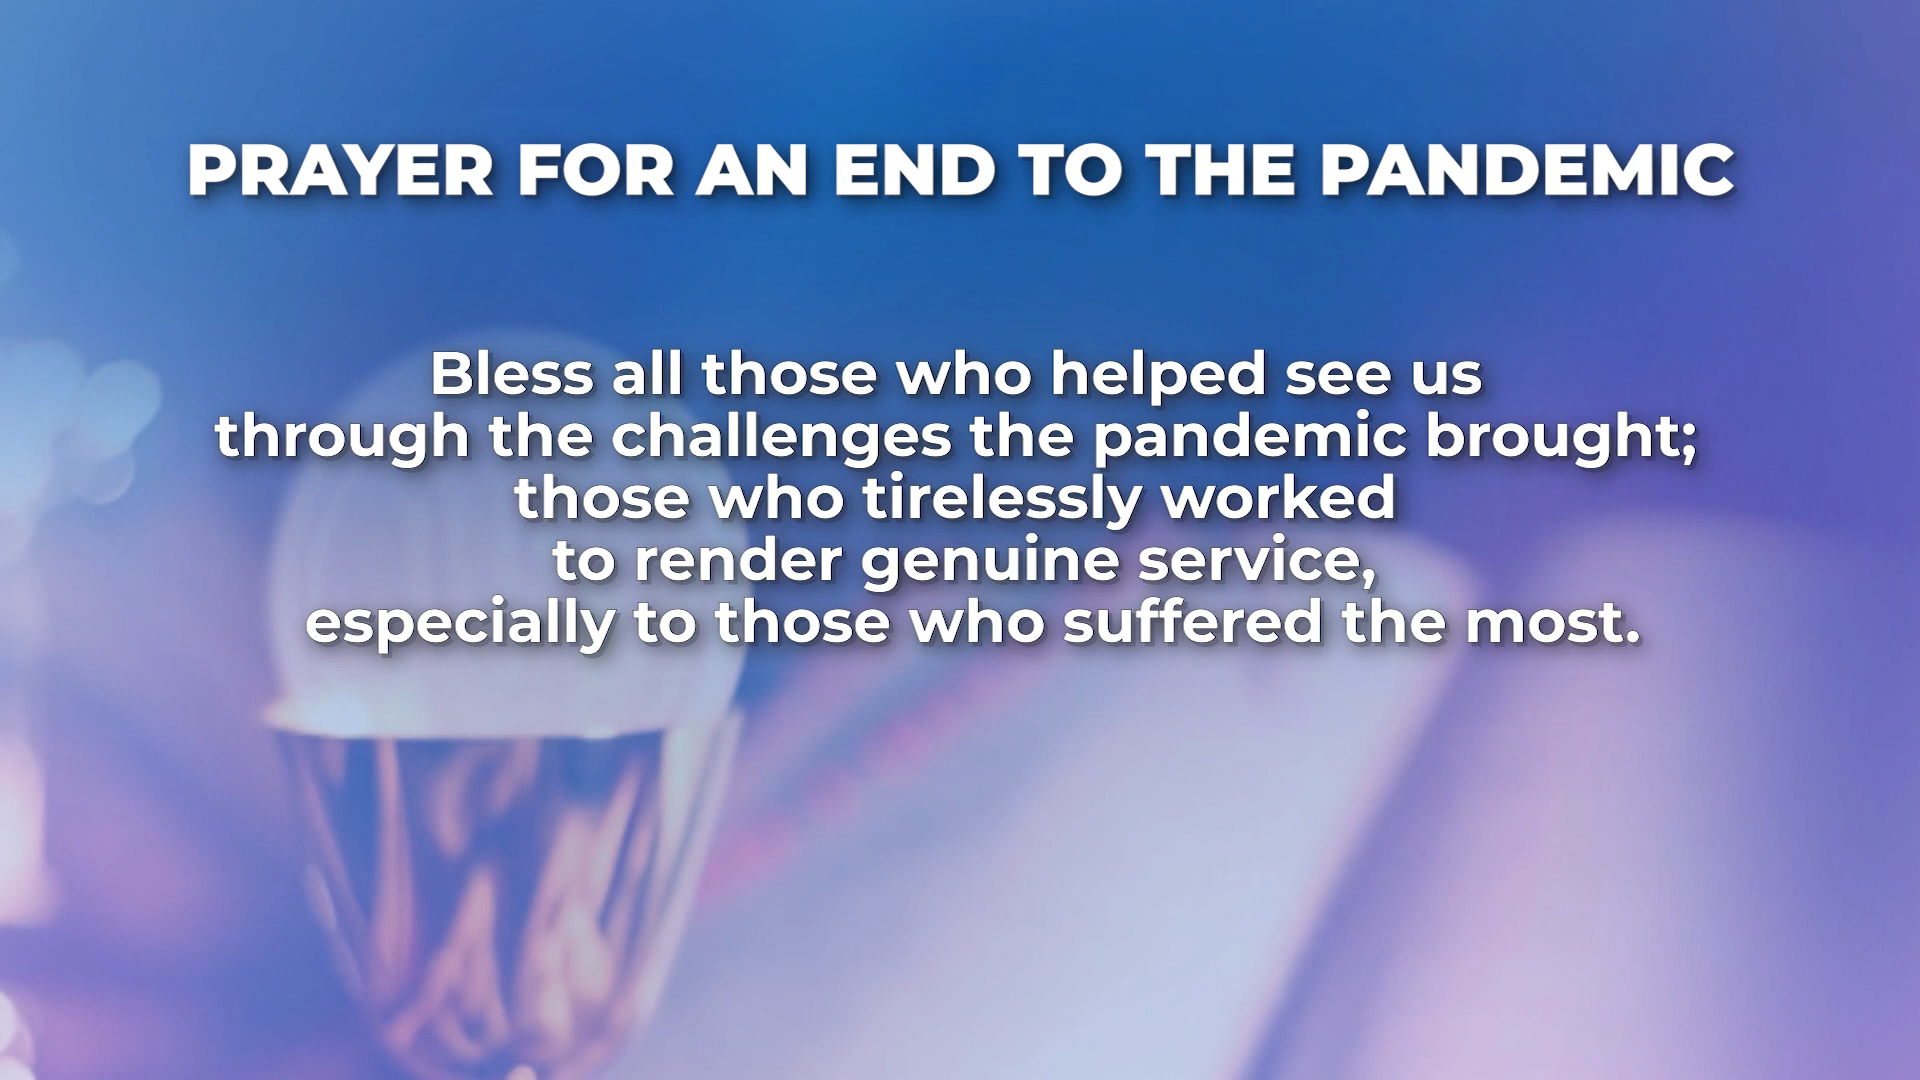 PRAYER FOR AN END TO THE PANDEMIC
Bless all those who helped see us
through the challenges the pandemic brought;
those who tirelessly worked
to render genuine service,
especially to those who suffered the most.